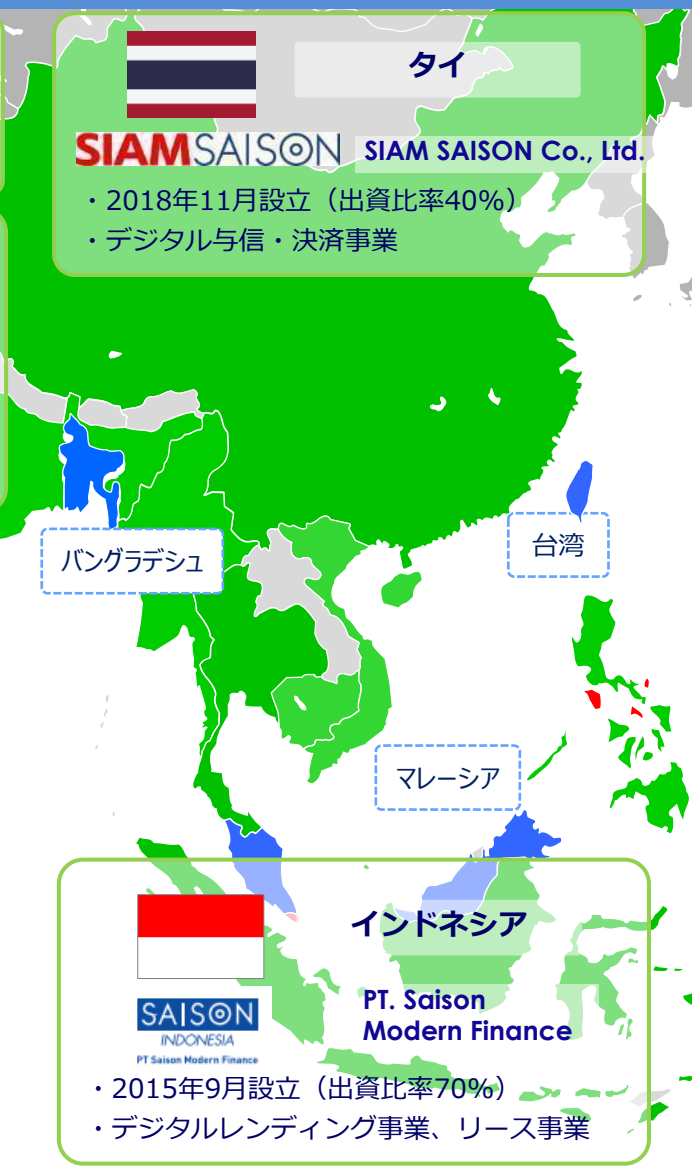 タイ
SIAMSAISON SIAM SAISON Co., Ltd.
・2018年11月設立（出資比率40%）
・デジタル与信・決済事業
バングラデシュ
台湾
マレーシア
インドネシア
SAISON
INDONESIA
PT Saison Modern Finance
PT. Saison
Modern Finance
・2015年9月設立（出資比率70%）
・デジタルレンディング事業、リース事業